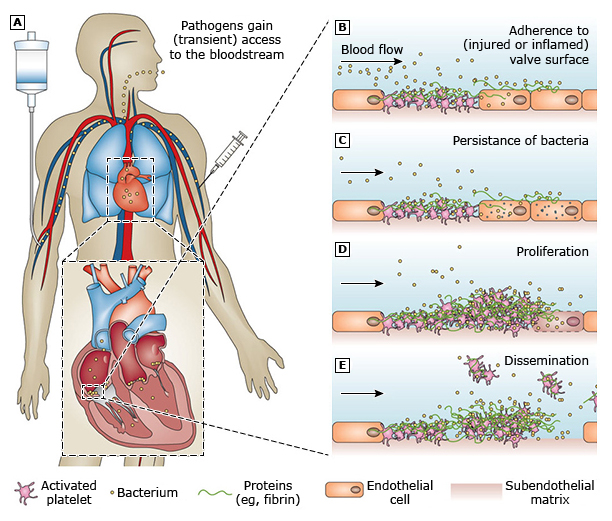 A
Pathogens gain
(transient) access
to the bloodstream
B
Adherence to
(injured or inflamed)
valve surface
Blood flow
C
Persistance of bacteria
D
Proliferation
E
Dissemination
Activated
platelet
Bacterium
Proteins
(eg, fibrin)
Endothelial
cell
Subendothelial
matrix